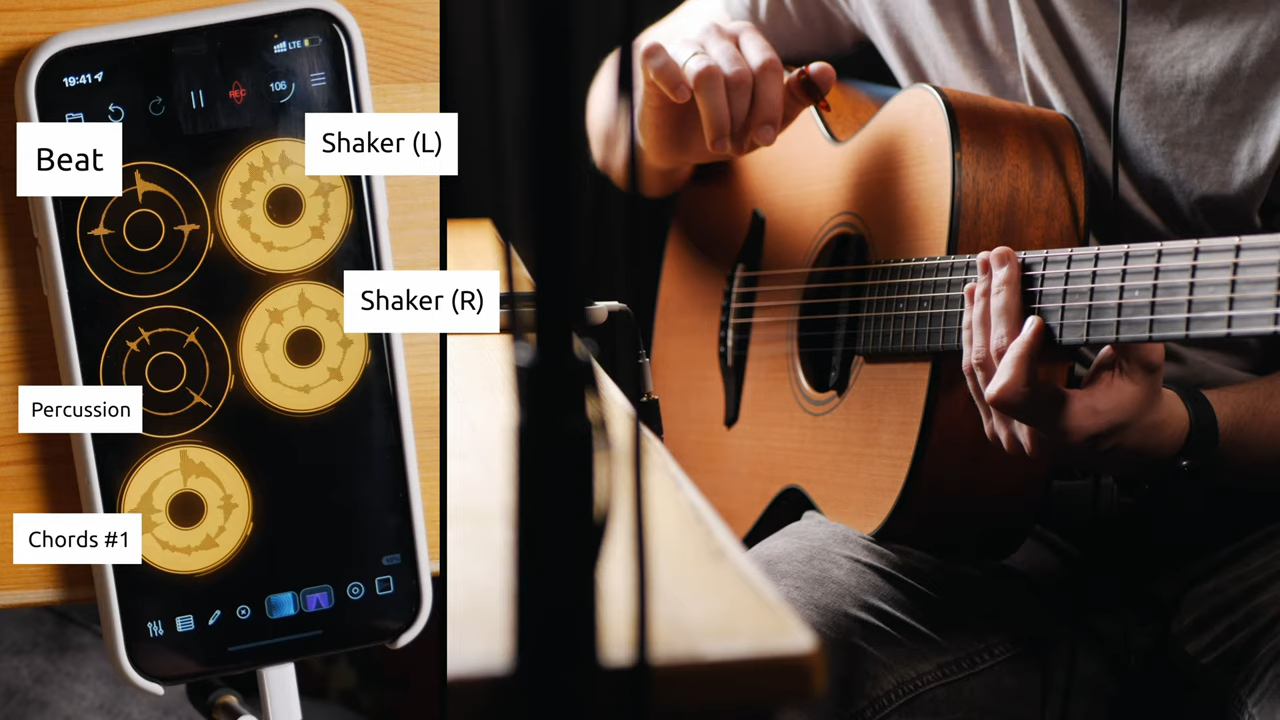 19:41
LTE
REC
106
Beat
Shaker (L)
Shaker (R)
Percussion
Chords #1